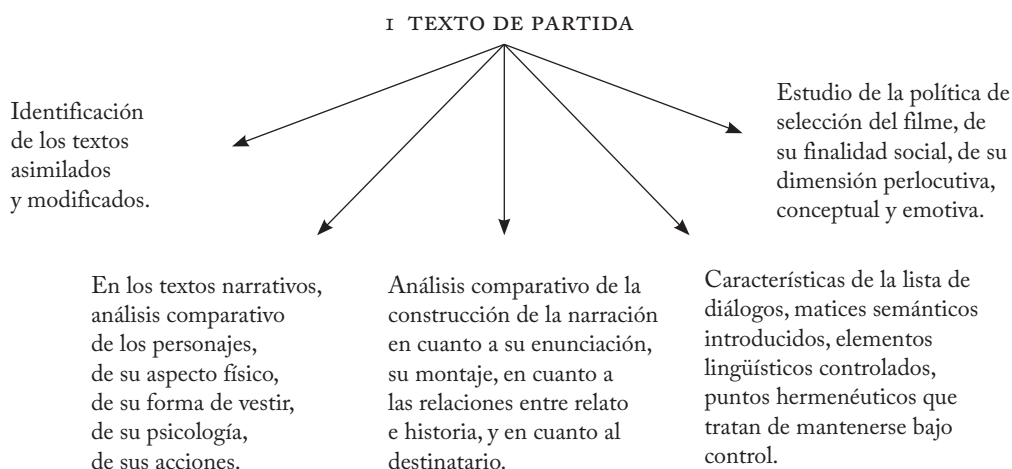 I TEXTO DE PARTIDA
Identificación
de los textos
asimilados
y modificados.
Estudio de la política de
selección del filme, de
su finalidad social, de su
dimensión perlocutiva,
conceptual y emotiva.
En los textos narrativos,
análisis comparativo
de los personajes,
de su aspecto físico,
de su forma de vestir,
de su psicología,
de sus acciones.
Análisis comparativo de la
construcción de la narración
en cuanto a su enunciación,
su montaje, en cuanto a
las relaciones entre relato
e historia, y en cuanto al
destinatario.
Características de la lista de
diálogos, matices semánticos
introducidos, elementos
lingüísticos controlados,
puntos hermenéuticos que
tratan de mantenerse bajo
control.